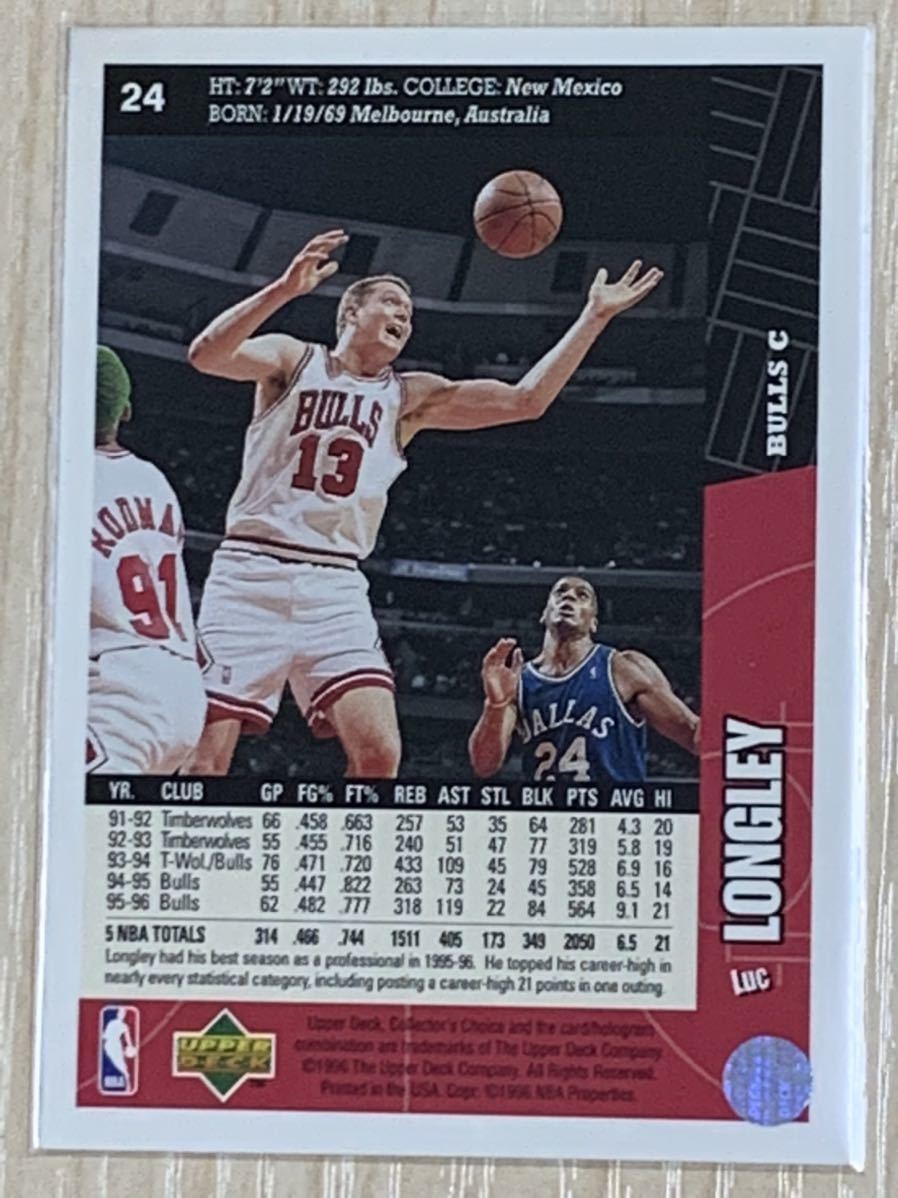 24
HT: 7'2" WT: 292 lbs. COLLEGE: New Mexico
BORN: 1/19/69 Melbourne, Australia
BULLS C
BULLS
13
RODMA
91
DALLAS
24
LONGLEY
Luc
YR. CLUB GP FG% FT% REB AST STL BLK PTS AVG HI
91-92 Timberwolves 66 .458 .663 257 53 35 64 281 4.3 20
92-93 Timberwolves 55 .455 .716 240 51 47 77 319 5.8 19
93-94 T-Wol./Bulls 76 .471 .720 433 109 45 79 528 6.9 16
94-95 Bulls 55 .447 .822 263 73 24 45 358 6.5 14
95-96 Bulls 62 .482 .777 318 119 22 84 564 9.1 21
5 NBA TOTALS 314 .466 .744 1511 405 173 349 2050 6.5 21
Longley had his best season as a professional in 1995-96. He topped his career-high in
nearly every statistical category, including posting a career-high 21 points in one outing.
NBA
UPPER
DECK
Upper Deck, Collector's Choice and the card/hologram
combination are trademarks of The Upper Deck Company.
©1996 The Upper Deck Company. All Rights Reserved.
Printed in the USA. Copr. ©1996 NBA Properties.